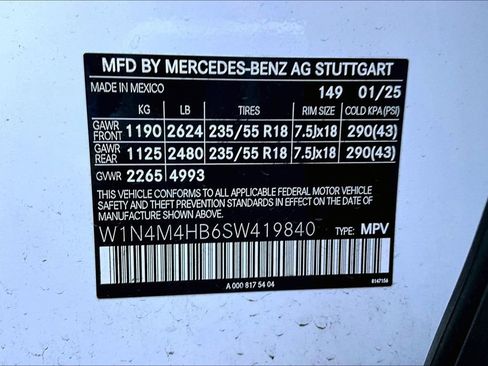 MFD BY MERCEDES-BENZ AG STUTTGART
MADE IN MEXICO 149 01/25
KG LB TIRES RIM SIZE COLD KPA(PSI)
GAWR FRONT 1190 2624 235/55 R18 7.5Jx18 290(43)
GAWR REAR 1125 2480 235/55 R18 7.5Jx18 290(43)
GVWR 2265 4993
THIS VEHICLE CONFORMS TO ALL APPLICABLE FEDERAL MOTOR VEHICLE
SAFETY AND THEFT PREVENTION STANDARDS IN EFFECT ON THE DATE
OF MANUFACTURE SHOWN ABOVE.
W1N4M4HB6SW419840 TYPE: MPV
A 000 817 54 04